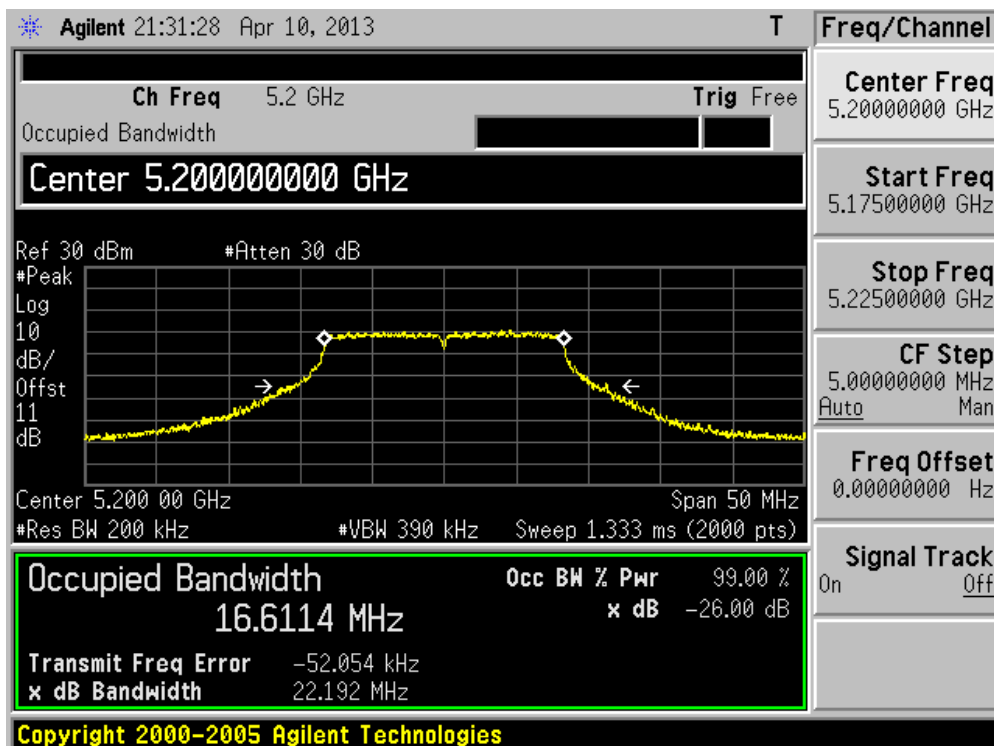 Agilent 21:31:28 Apr 10, 2013 T
Freq/Channel
Ch Freq 5.2 GHz Trig Free
Occupied Bandwidth
Center 5.200000000 GHz
Ref 30 dBm #Atten 30 dB
#Peak
Log
10
dB/
Offst
11
dB
Center 5.200 00 GHz Span 50 MHz
#Res BW 200 kHz #VBW 390 kHz Sweep 1.333 ms (2000 pts)
Occupied Bandwidth
16.6114 MHz
Occ BW % Pwr 99.00 %
x dB -26.00 dB
Transmit Freq Error -52.054 kHz
x dB Bandwidth 22.192 MHz
Center Freq
5.20000000 GHz
Start Freq
5.17500000 GHz
Stop Freq
5.22500000 GHz
CF Step
5.00000000 MHz
Auto Man
Freq Offset
0.00000000 Hz
Signal Track
On Off
Copyright 2000-2005 Agilent Technologies